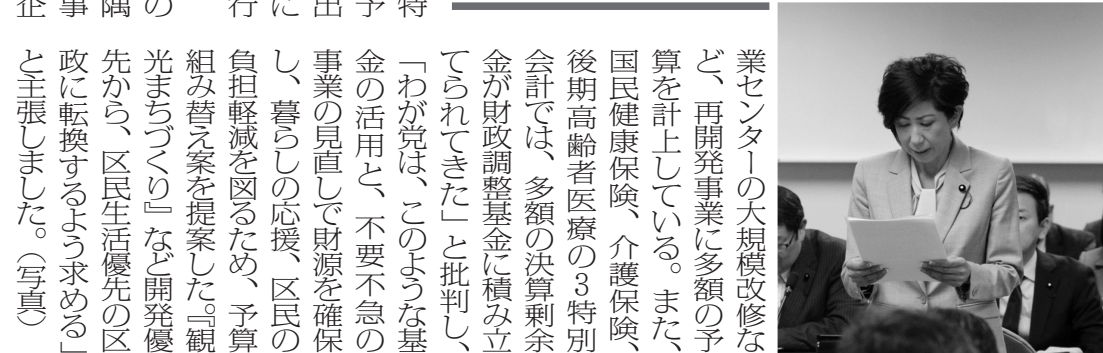 業センターの大規模改修な
ど、再開発事業に多額の予
算を計上している。また、
国民健康保険、介護保険、
後期高齢者医療の3特別
会計では、多額の決算剰余
金が財政調整基金に積み立
てられてきた」と批判し、
「わが党は、このような基
金の活用と、不要不急の
事業の見直しで財源を確保
し、暮らしの応援、区民の
負担軽減を図るため、予算
組み替え案を提案した。『観
光まちづくり』など開発優
先から、区民生活優先の区
政に転換するよう求める」
と主張しました。(写真)
特
予
出
に
行
の
隅
事
企